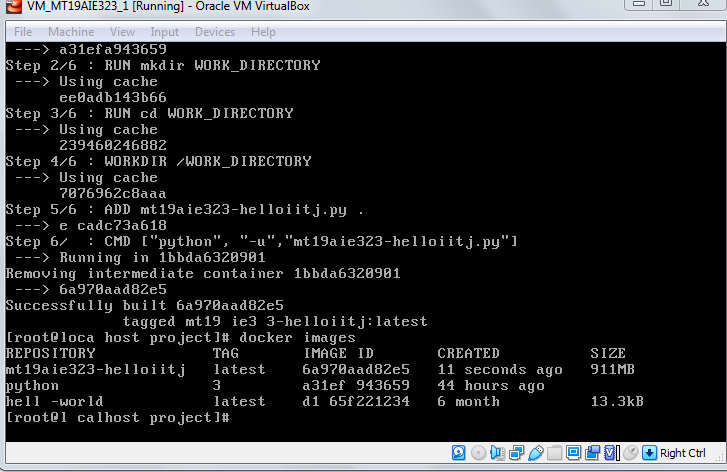 VM_MT19AIE323_1 [Running] - Oracle VM VirtualBox
File Machine View Input Devices Help
---> a31efa943659
Step 2/6 : RUN mkdir WORK_DIRECTORY
---> Using cache
ee0adb143b66
Step 3/6 : RUN cd WORK_DIRECTORY
---> Using cache
239460246882
Step 4/6 : WORKDIR /WORK_DIRECTORY
---> Using cache
7076962c8aaa
Step 5/6 : ADD mt19aie323-helloiitj.py .
---> e cadc73a618
Step 6/ : CMD ["python", "-u","mt19aie323-helloiitj.py"]
---> Running in 1bbda6320901
Removing intermediate container 1bbda6320901
---> 6a970aad82e5
Successfully built 6a970aad82e5
tagged mt19 ie3 3-helloiitj:latest
[root@loca host project]# docker images
REPOSITORY TAG IMAGE ID CREATED SIZE
mt19aie323-helloiitj latest 6a970aad82e5 11 seconds ago 911MB
python 3 a31ef 943659 44 hours ago
hell -world latest d1 65f221234 6 month 13.3kB
[root@l calhost project]#
Right Ctrl